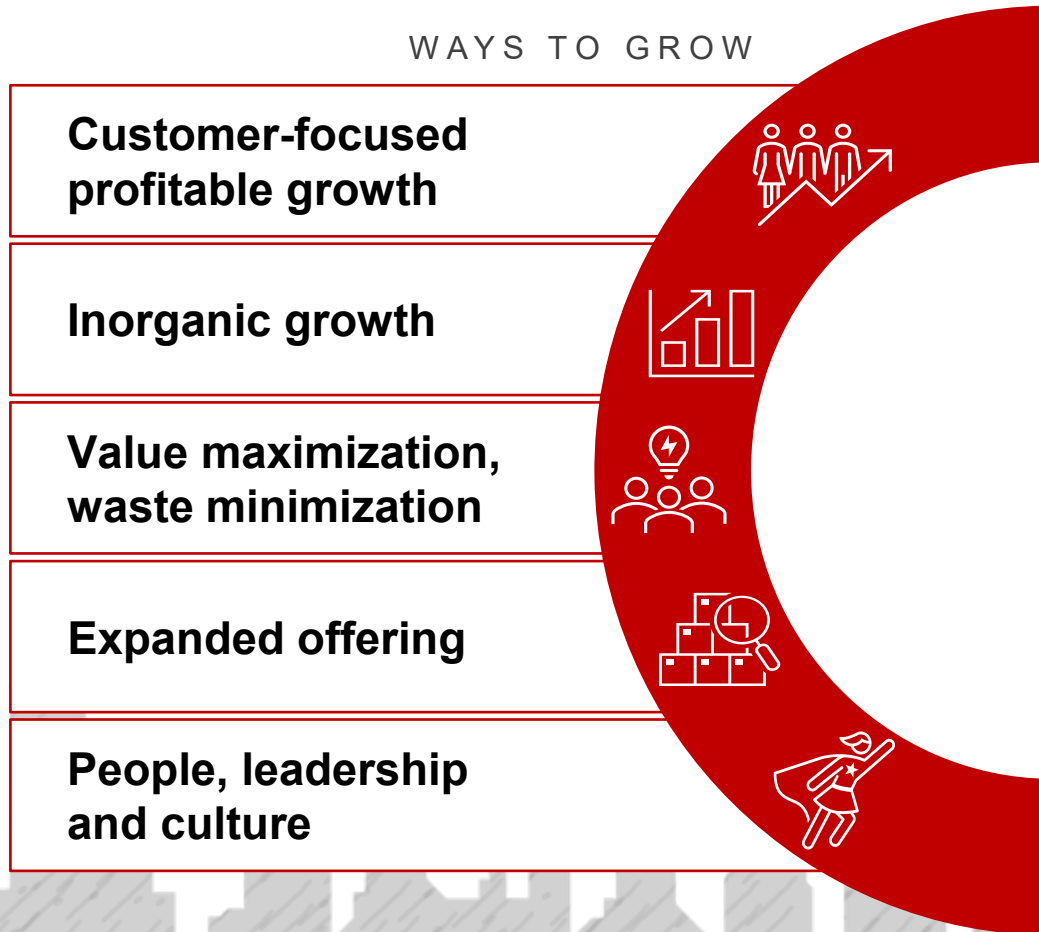 WAYS TO GROW
Customer-focused
profitable growth
Inorganic growth
Value maximization,
waste minimization
Expanded offering
People, leadership
and culture